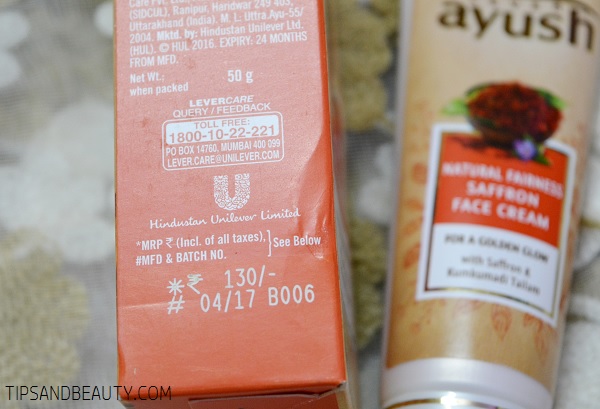 (SIDCUL), Ranipur, Haridwar 249 403,
Uttarakhand (India). M. L. Uttra.Ayu-55/
2004. Mktd. by: Hindustan Unilever Ltd.
(HUL). © HUL 2016. EXPIRY: 24 MONTHS
FROM MFD.
Net Wt.: 50 g
when packed
LEVERCARE
QUERY / FEEDBACK
TOLL FREE:
1800-10-22-221
PO BOX 14760, MUMBAI 400 099
LEVER.CARE@UNILEVER.COM
Hindustan Unilever Limited
*MRP ₹ (Incl. of all taxes),
#MFD & BATCH NO. ] See Below
*₹ 130/-
# 04/17 B006
ayush
NATURAL FAIRNESS
SAFFRON
FACE CREAM
FOR A GOLDEN GLOW
with Saffron &
Kumkumadi Tailam
TIPSANDBEAUTY.COM